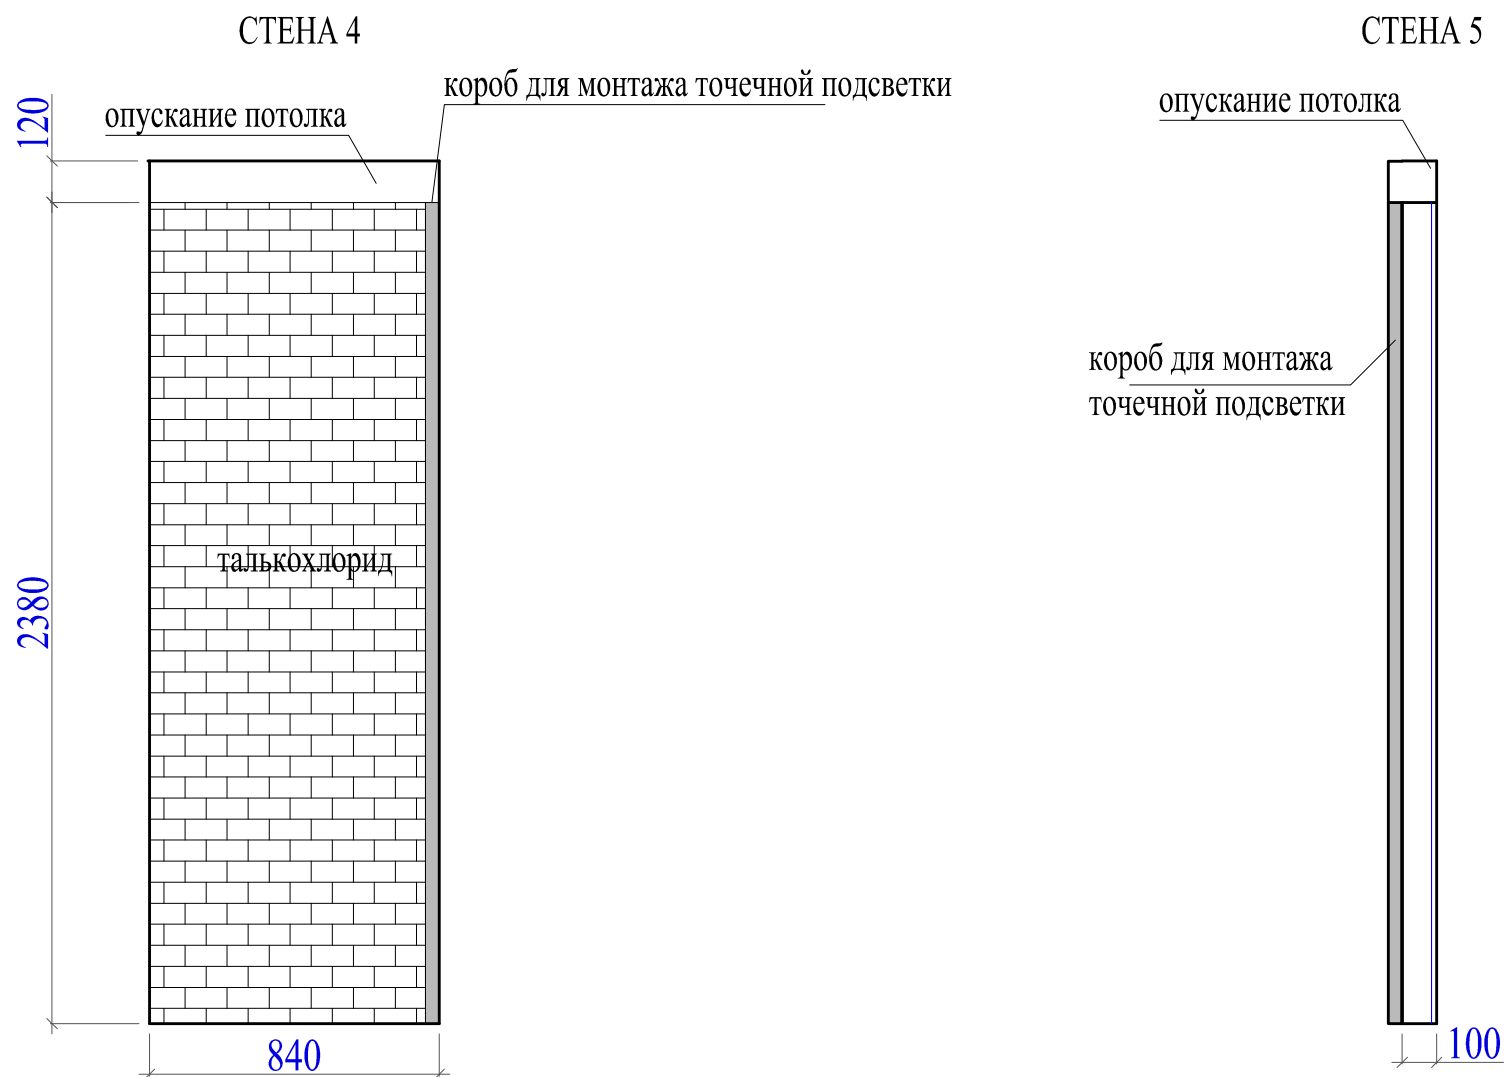 СТЕНА 4
СТЕНА 5
короб для монтажа точечной подсветки
опускание потолка
опускание потолка
120
короб для монтажа
точечной подсветки
талькохлорид
2380
840
100